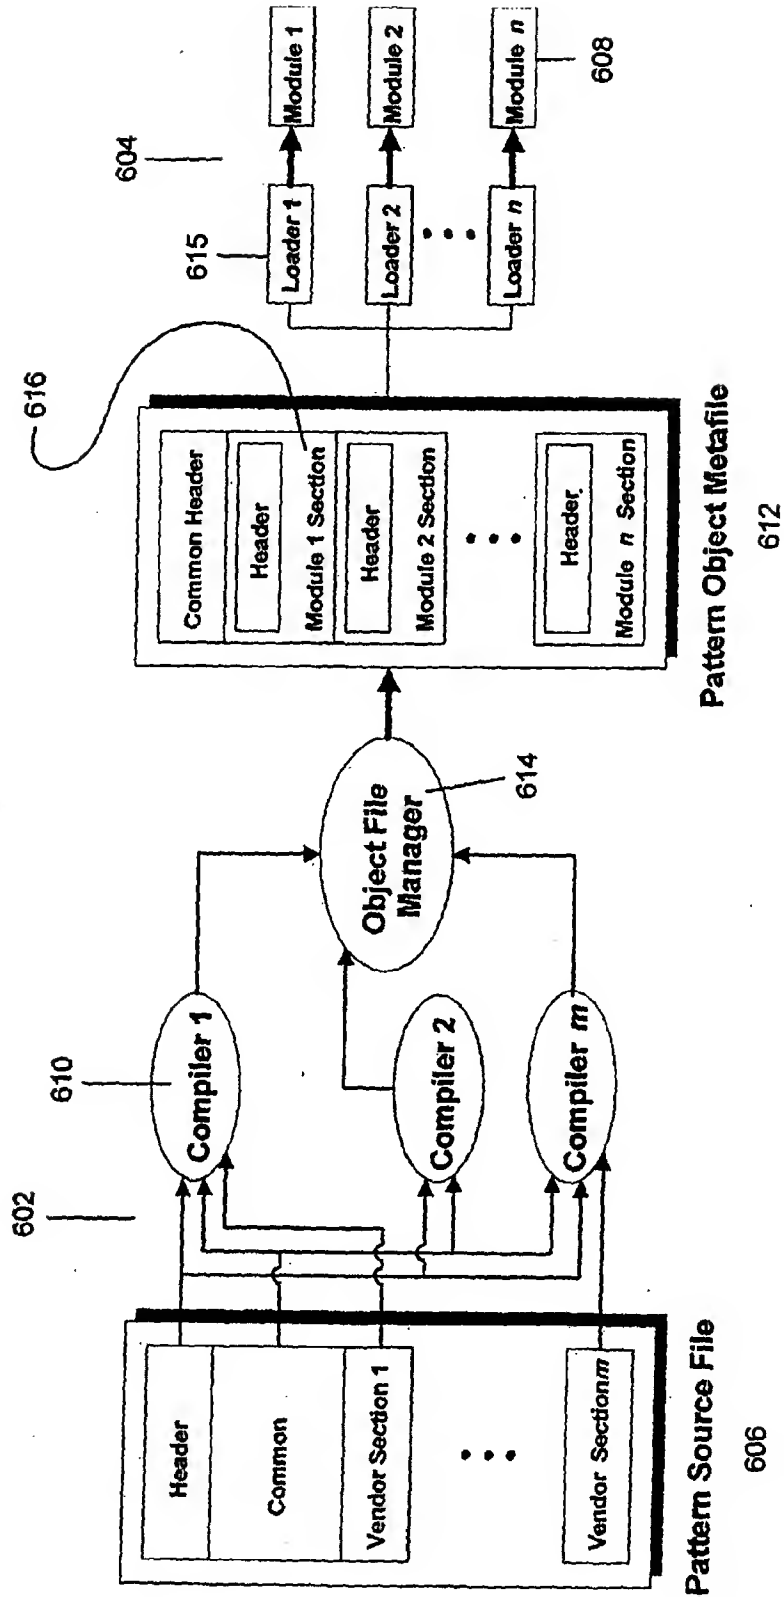 Header
Common
Vendor Section 1
Vendor Section m
Pattern Source File
606
602
610
Compiler 1
Compiler 2
Compiler m
Object File
Manager
614
616
Common Header
Header
Module 1 Section
Header
Module 2 Section
Header
Module n Section
Pattern Object Metafile
612
615
604
Loader 1
Loader 2
Loader n
Module 1
Module 2
Module n
608